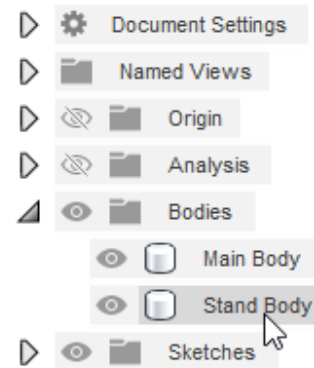 Document Settings
Named Views
Origin
Analysis
Bodies
Main Body
Stand Body
Sketches